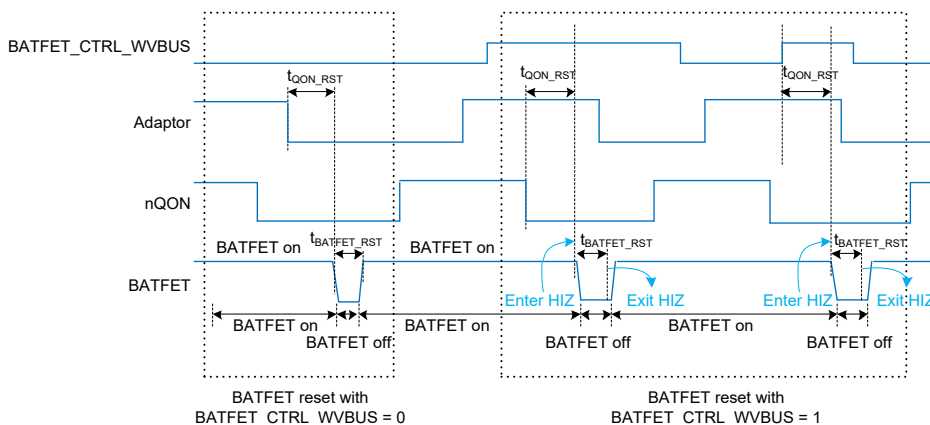 BATFET_CTRL_WVBUS
tQON_RST
tQON_RST
tQON_RST
Adaptor
nQON
BATFET on
tBATFET_RST
BATFET on
tBATFET_RST
tBATFET_RST
BATFET
Enter HIZ
Exit HIZ
Enter HIZ
Exit HIZ
BATFET on
BATFET on
BATFET on
BATFET off
BATFET off
BATFET off
BATFET reset with
BATFET_CTRL_WVBUS = 0
BATFET reset with
BATFET_CTRL_WVBUS = 1